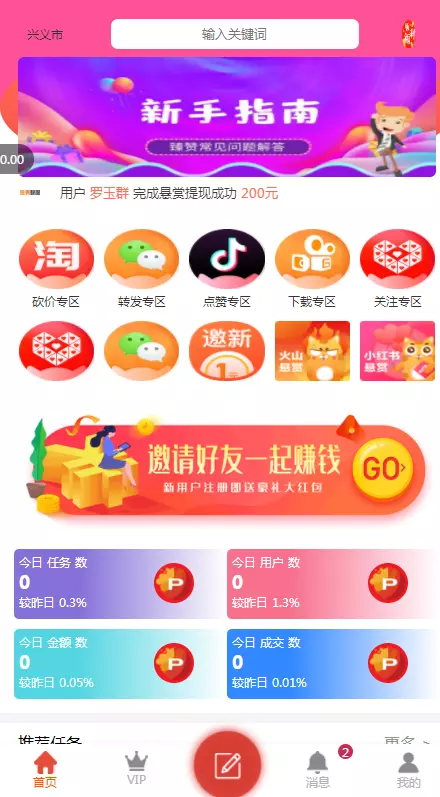 兴义市
输入关键词
新手指南
臻赞常见问题解答
0.00
用户 罗玉群 完成悬赏提现成功 200元
淘
砍价专区
转发专区
点赞专区
下载专区
关注专区
邀新
1元
火山
悬赏
小红书
悬赏
邀请好友一起赚钱
新用户注册即送豪礼大红包
GO
今日 任务 数
0
较昨日 0.3%
P
今日 用户 数
0
较昨日 1.3%
P
今日 金额 数
0
较昨日 0.05%
P
今日 成交 数
0
较昨日 0.01%
P
推荐任务
更多 >
首页
VIP
2
消息
我的